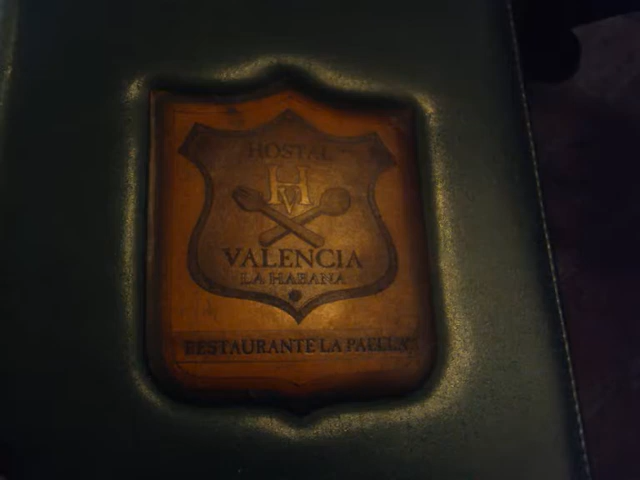 HOSTAL
HV
VALENCIA
LA HABANA
RESTAURANTE LA PAELLA